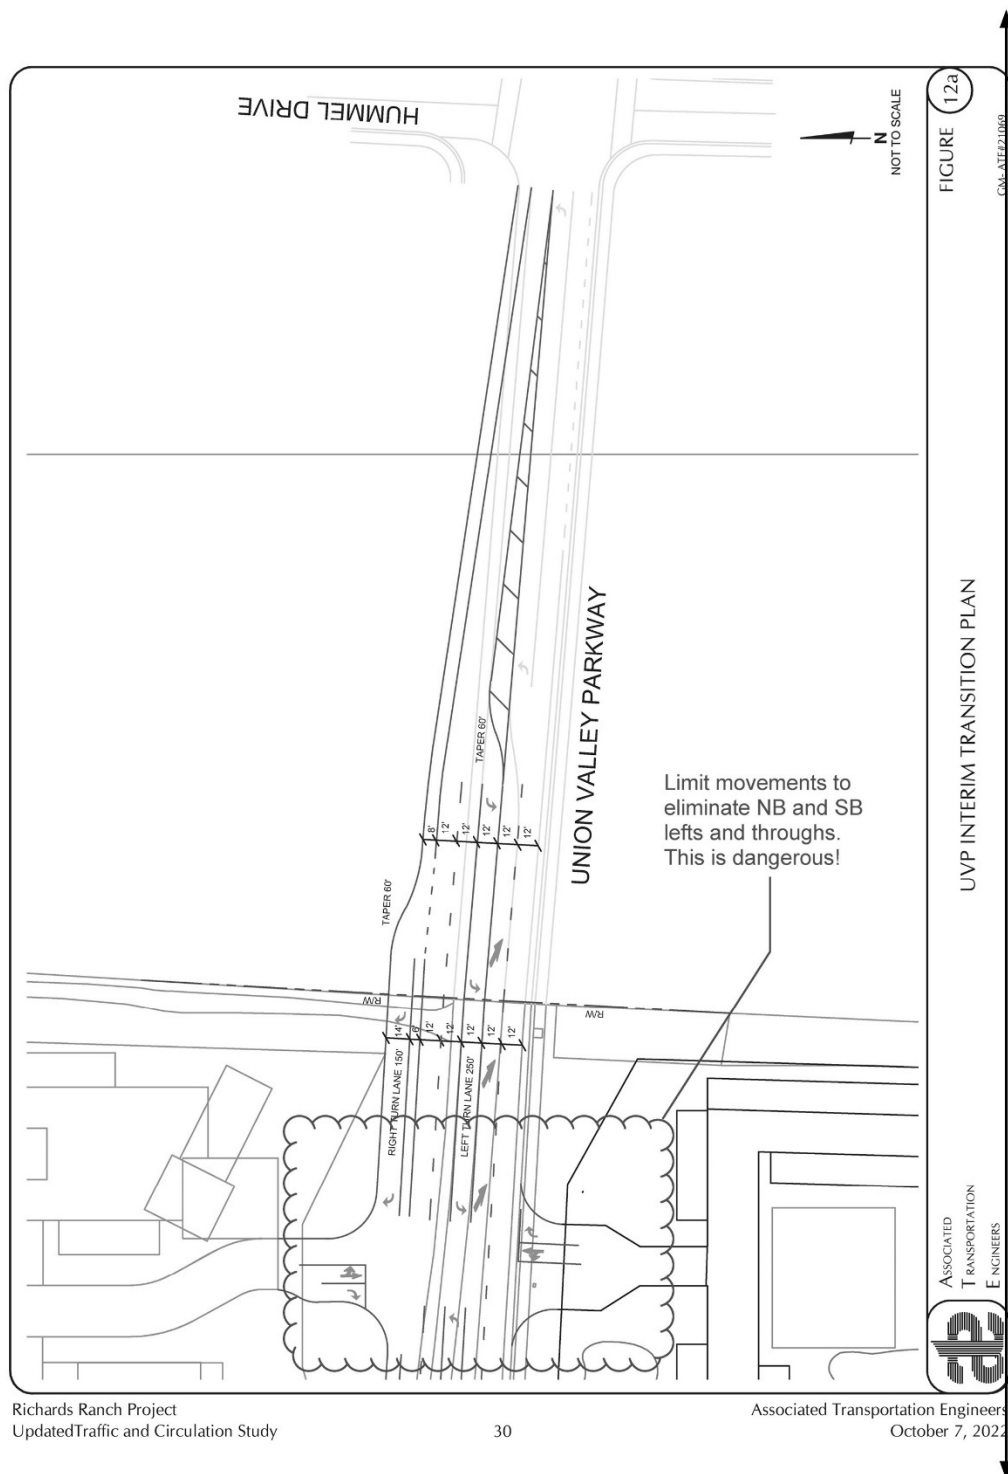 HUMMEL DRIVE
N
NOT TO SCALE
FIGURE 12a
GM- ATE#21069
TAPER 60'
UNION VALLEY PARKWAY
8'
12'
12'
12'
12'
12'
TAPER 60'
Limit movements to
eliminate NB and SB
lefts and throughs.
This is dangerous!
UVP INTERIM TRANSITION PLAN
R/W
R/W
14'
6'
12'
12'
12'
12'
12'
RIGHT TURN LANE 150'
LEFT TURN LANE 250'
ASSOCIATED
TRANSPORTATION
ENGINEERS
Richards Ranch Project
UpdatedTraffic and Circulation Study
30
Associated Transportation Engineers
October 7, 2022